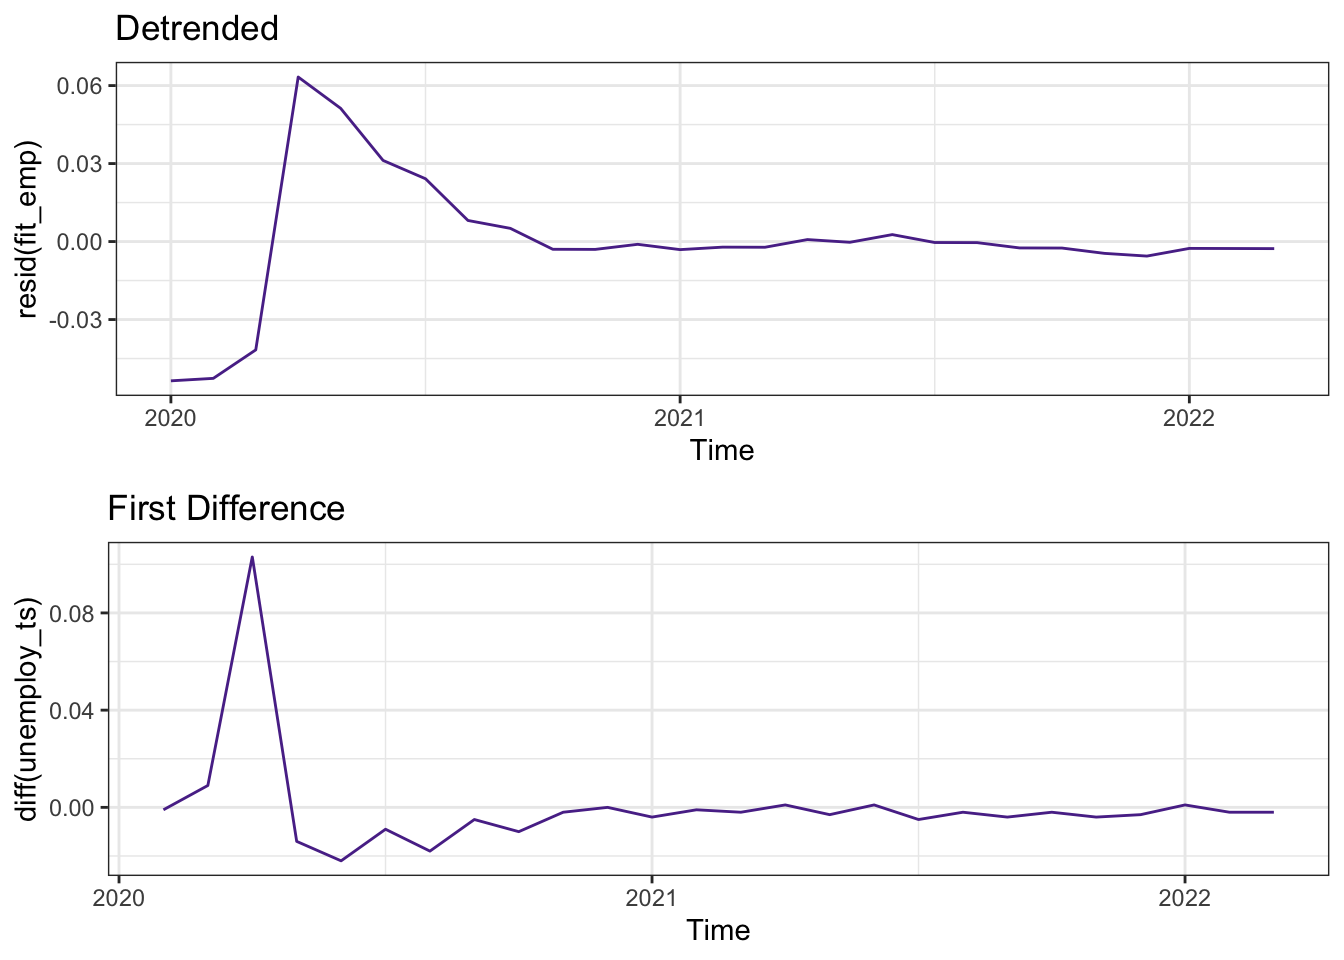 Detrended
resid(fit_emp)
0.06
0.03
0.00
-0.03
2020 2021 2022
Time
First Difference
diff(unemploy_ts)
0.08
0.04
0.00
2020 2021 2022
Time